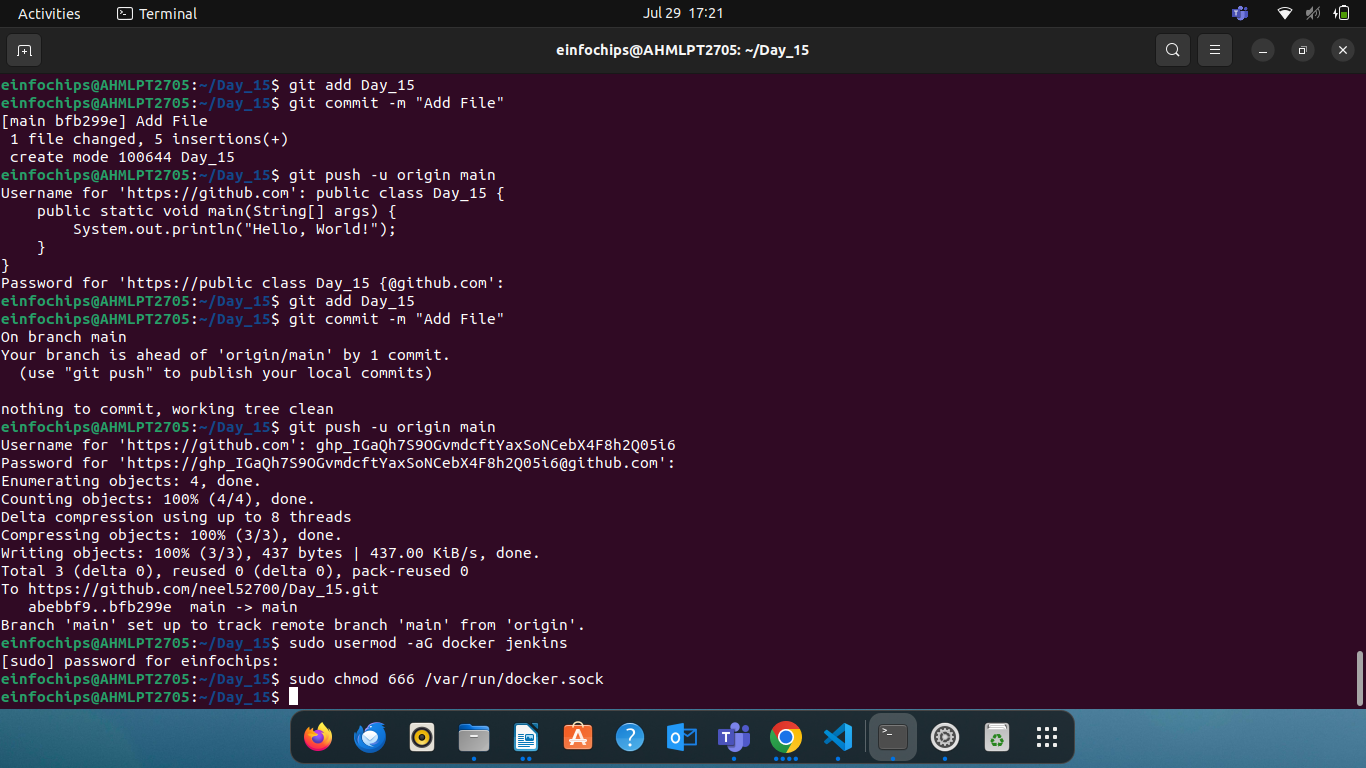 Activities
Terminal
Jul 29 17:21
einfochips@AHMLPT2705: ~/Day_15
einfochips@AHMLPT2705:~/Day_15$ git add Day_15
einfochips@AHMLPT2705:~/Day_15$ git commit -m "Add File"
[main bfb299e] Add File
 1 file changed, 5 insertions(+)
 create mode 100644 Day_15
einfochips@AHMLPT2705:~/Day_15$ git push -u origin main
Username for 'https://github.com': public class Day_15 {
    public static void main(String[] args) {
        System.out.println("Hello, World!");
    }
}
Password for 'https://public class Day_15 {@github.com':
einfochips@AHMLPT2705:~/Day_15$ git add Day_15
einfochips@AHMLPT2705:~/Day_15$ git commit -m "Add File"
On branch main
Your branch is ahead of 'origin/main' by 1 commit.
  (use "git push" to publish your local commits)
nothing to commit, working tree clean
einfochips@AHMLPT2705:~/Day_15$ git push -u origin main
Username for 'https://github.com': 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
Password for 'https://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@github.com':
Enumerating objects: 4, done.
Counting objects: 100% (4/4), done.
Delta compression using up to 8 threads
Compressing objects: 100% (3/3), done.
Writing objects: 100% (3/3), 437 bytes | 437.00 KiB/s, done.
Total 3 (delta 0), reused 0 (delta 0), pack-reused 0
To https://github.com/neel52700/Day_15.git
   abebbf9..bfb299e  main -> main
Branch 'main' set up to track remote branch 'main' from 'origin'.
einfochips@AHMLPT2705:~/Day_15$ sudo usermod -aG docker jenkins
[sudo] password for einfochips:
einfochips@AHMLPT2705:~/Day_15$ sudo chmod 666 /var/run/docker.sock
einfochips@AHMLPT2705:~/Day_15$